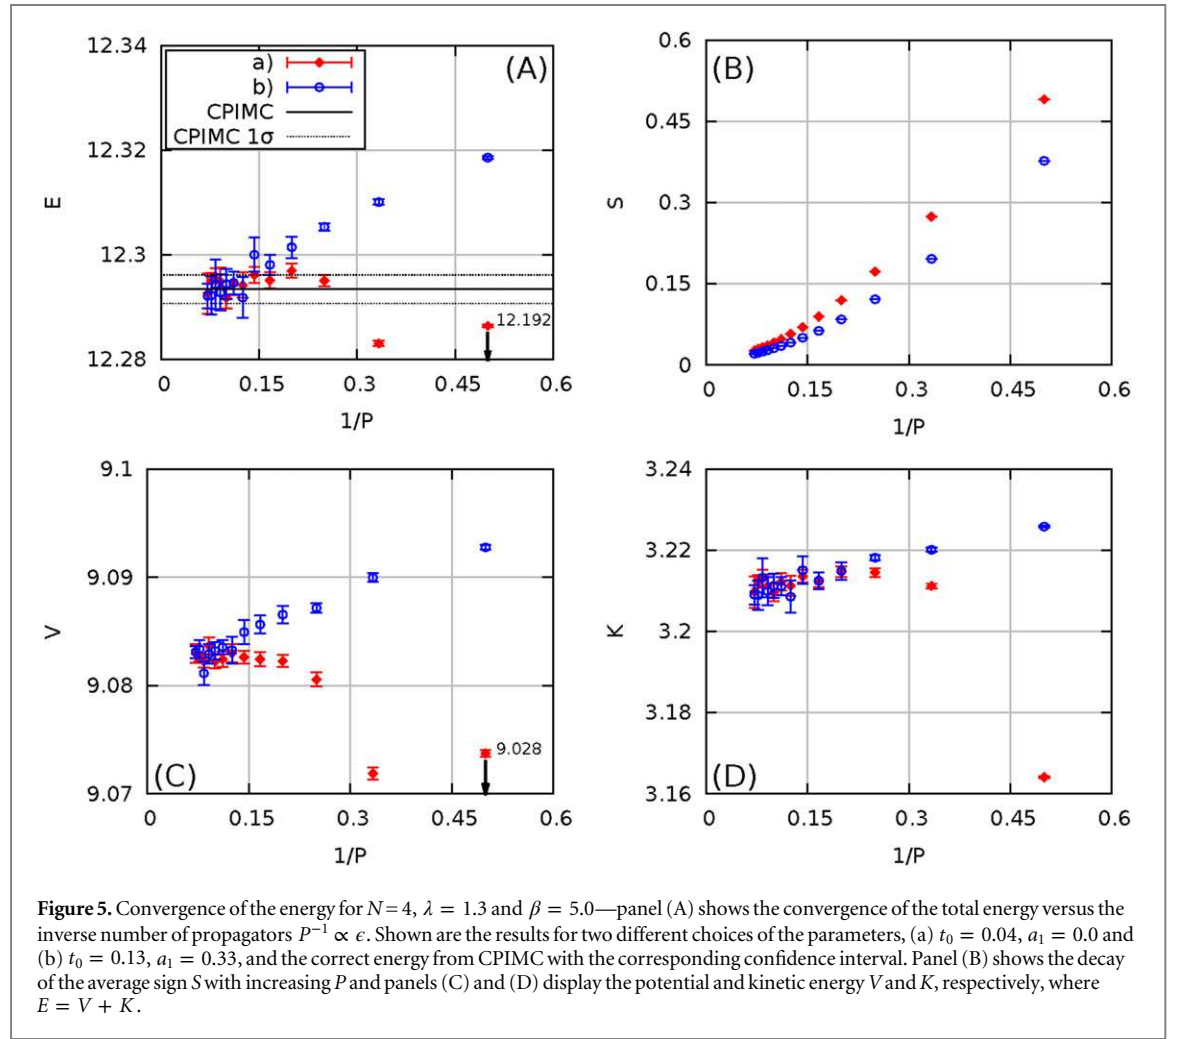 12.34
12.32
12.3
12.28
E
a)
b)
CPIMC
CPIMC 1σ
(A)
12.192
0 0.15 0.3 0.45 0.6
1/P
0.6
0.45
0.3
0.15
0
S
(B)
0 0.15 0.3 0.45 0.6
1/P
9.1
9.09
9.08
9.07
V
9.028
(C)
0 0.15 0.3 0.45 0.6
1/P
3.24
3.22
3.2
3.18
3.16
K
(D)
0 0.15 0.3 0.45 0.6
1/P
Figure 5. Convergence of the energy for N = 4, λ = 1.3 and β = 5.0—panel (A) shows the convergence of the total energy versus the
inverse number of propagators P⁻¹ ∝ ϵ. Shown are the results for two different choices of the parameters, (a) t₀ = 0.04, a₁ = 0.0 and
(b) t₀ = 0.13, a₁ = 0.33, and the correct energy from CPIMC with the corresponding confidence interval. Panel (B) shows the decay
of the average sign S with increasing P and panels (C) and (D) display the potential and kinetic energy V and K, respectively, where
E = V + K.